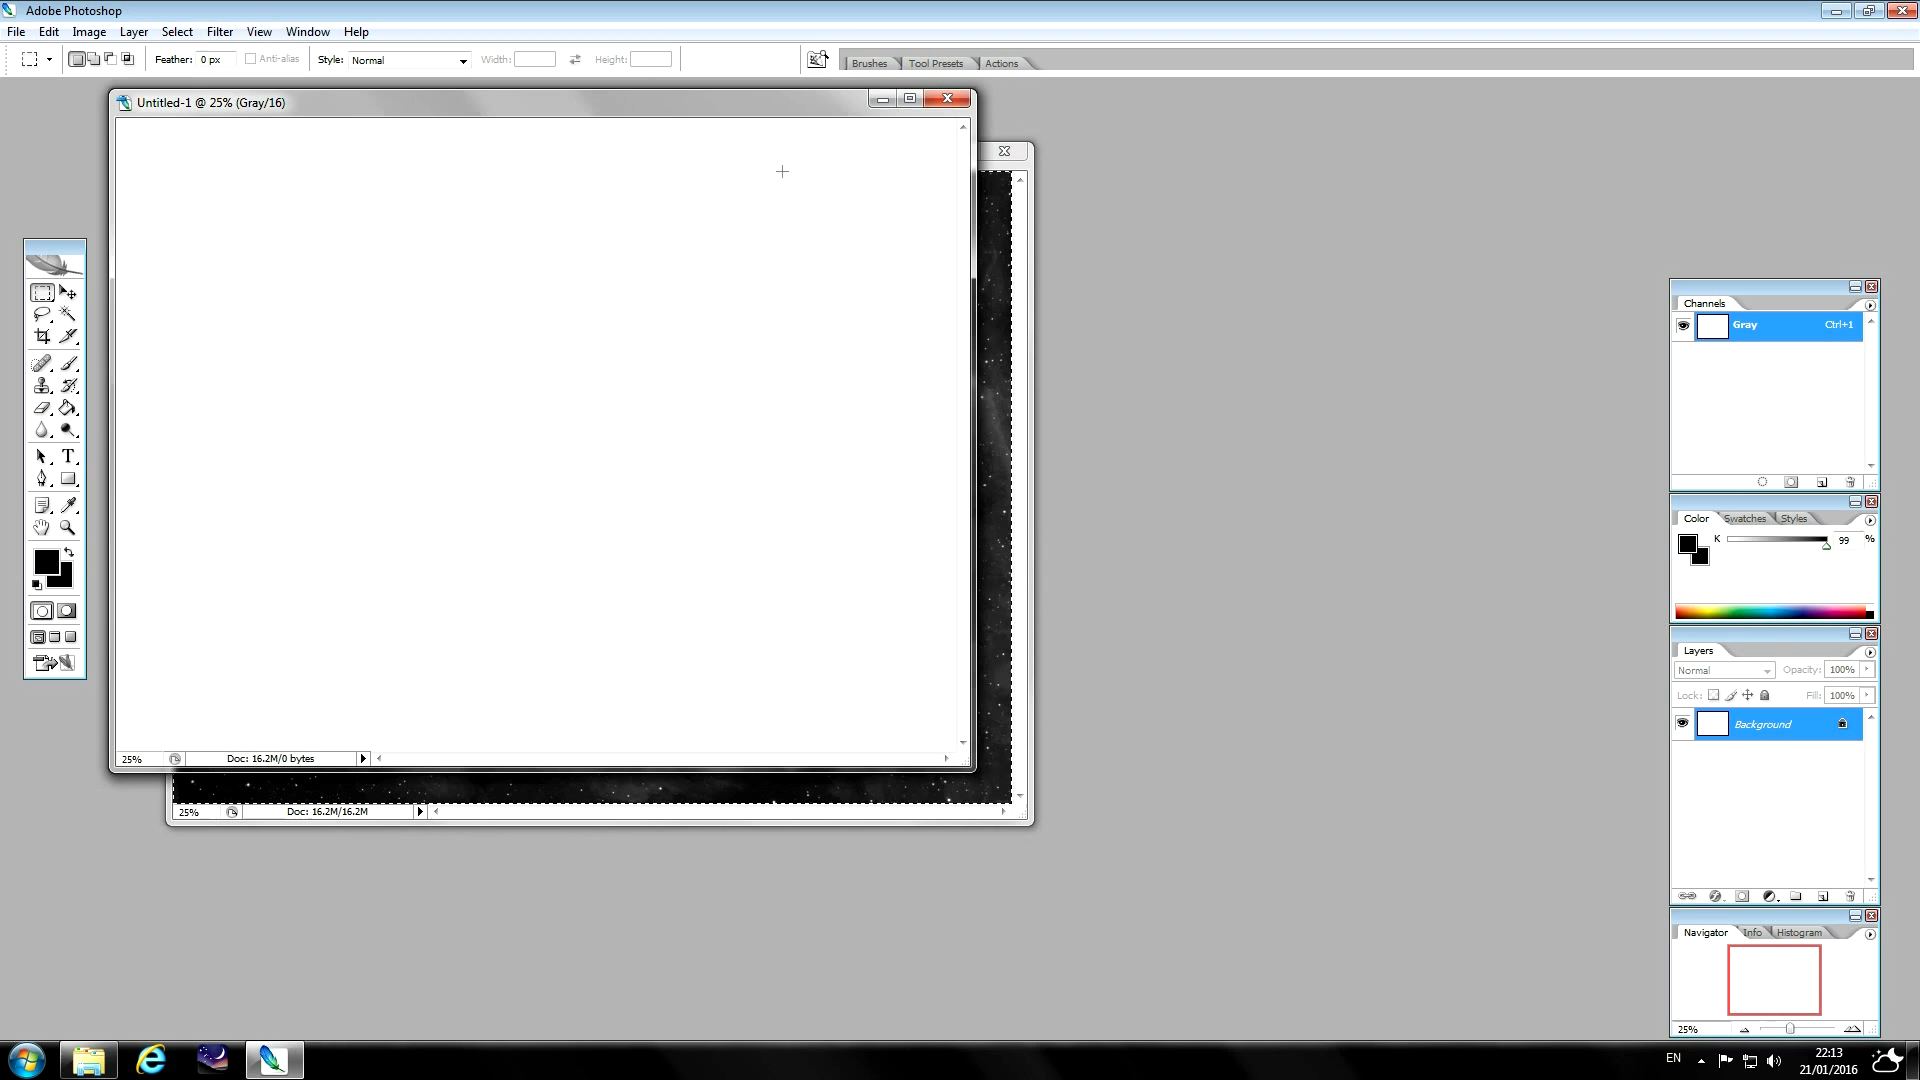 Adobe Photoshop
File Edit Image Layer Select Filter View Window Help
Feather: 0 px Anti-alias Style: Normal Width: Height: Brushes Tool Presets Actions
Untitled-1 @ 25% (Gray/16)
25% Doc: 16.2M/0 bytes
25% Doc: 16.2M/16.2M
T
Channels
Gray Ctrl+1
Color Swatches Styles
K 99 %
Layers
Normal Opacity: 100%
Lock: Fill: 100%
Background
Navigator Info Histogram
25%
EN
22:13
21/01/2016